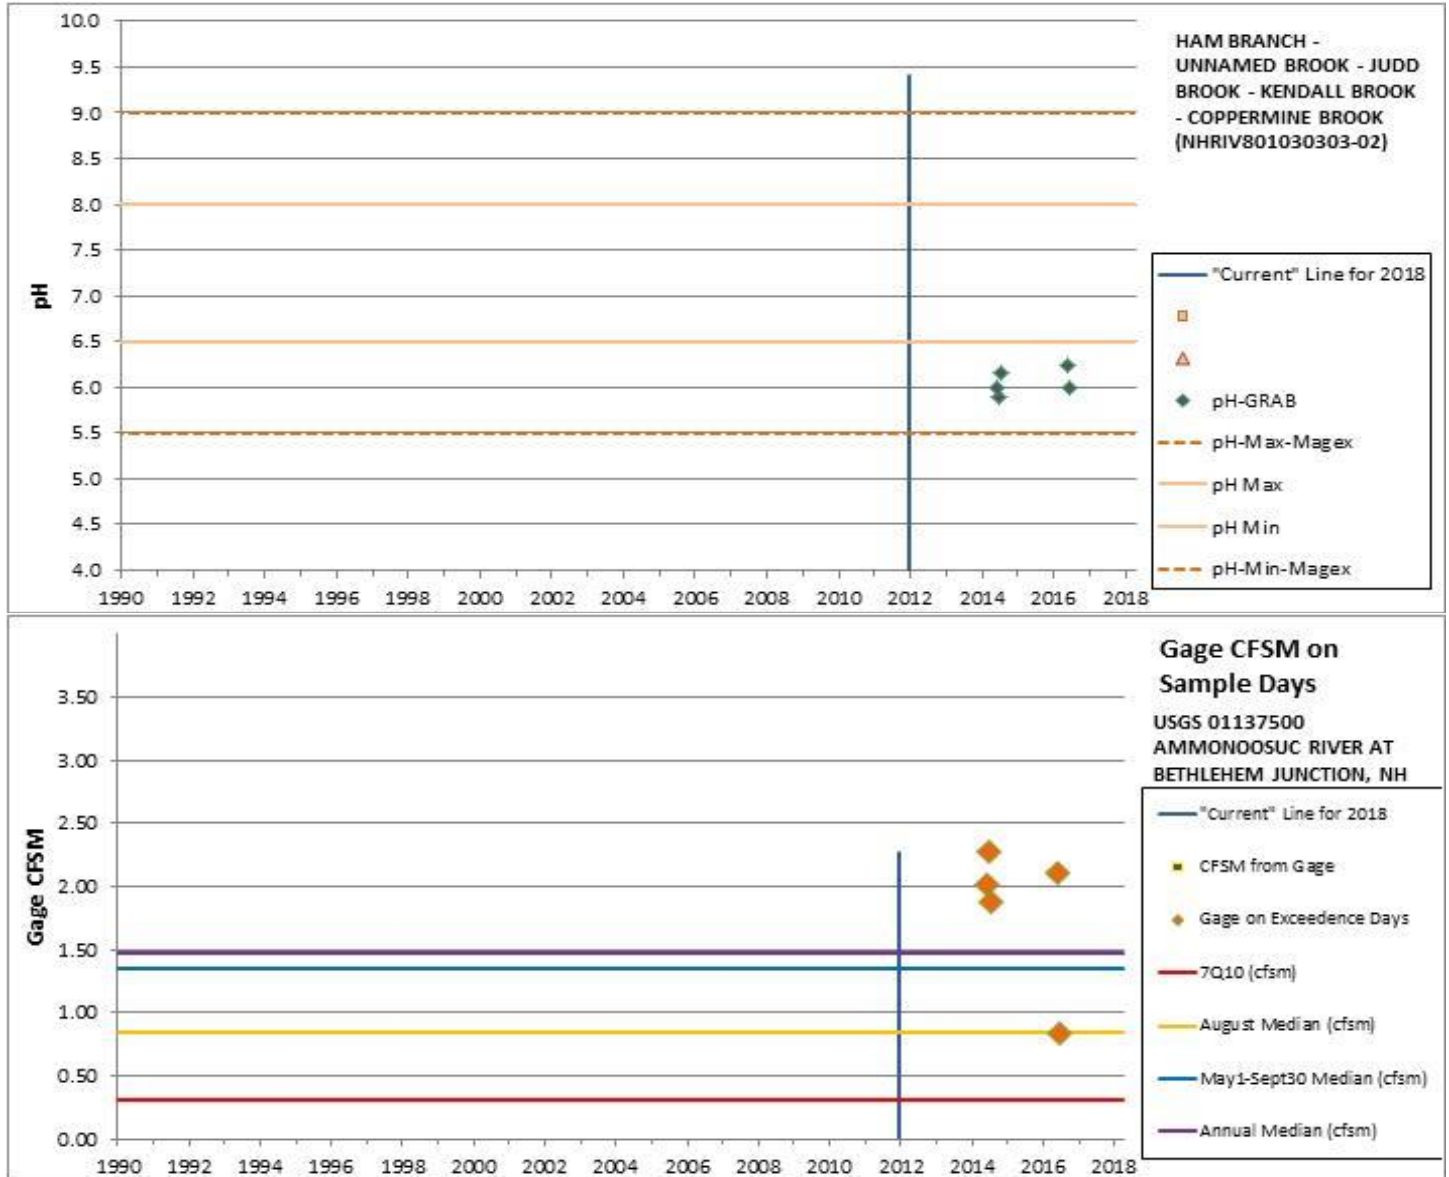 10.0
9.5
9.0
8.5
8.0
7.5
7.0
6.5
6.0
5.5
5.0
4.5
4.0
pH
1990 1992 1994 1996 1998 2000 2002 2004 2006 2008 2010 2012 2014 2016 2018
HAM BRANCH -
UNNAMED BROOK - JUDD
BROOK - KENDALL BROOK
- COPPERMINE BROOK
(NHRIV801030303-02)
"Current" Line for 2018
pH-GRAB
pH-Max-Magex
pH Max
pH Min
pH-Min-Magex
3.50
3.00
2.50
2.00
1.50
1.00
0.50
0.00
Gage CFSM
1990 1992 1994 1996 1998 2000 2002 2004 2006 2008 2010 2012 2014 2016 2018
Gage CFSM on
Sample Days
USGS 01137500
AMMONOOSUC RIVER AT
BETHLEHEM JUNCTION, NH
"Current" Line for 2018
CFSM from Gage
Gage on Exceedence Days
7Q10 (cfsm)
August Median (cfsm)
May1-Sept30 Median (cfsm)
Annual Median (cfsm)